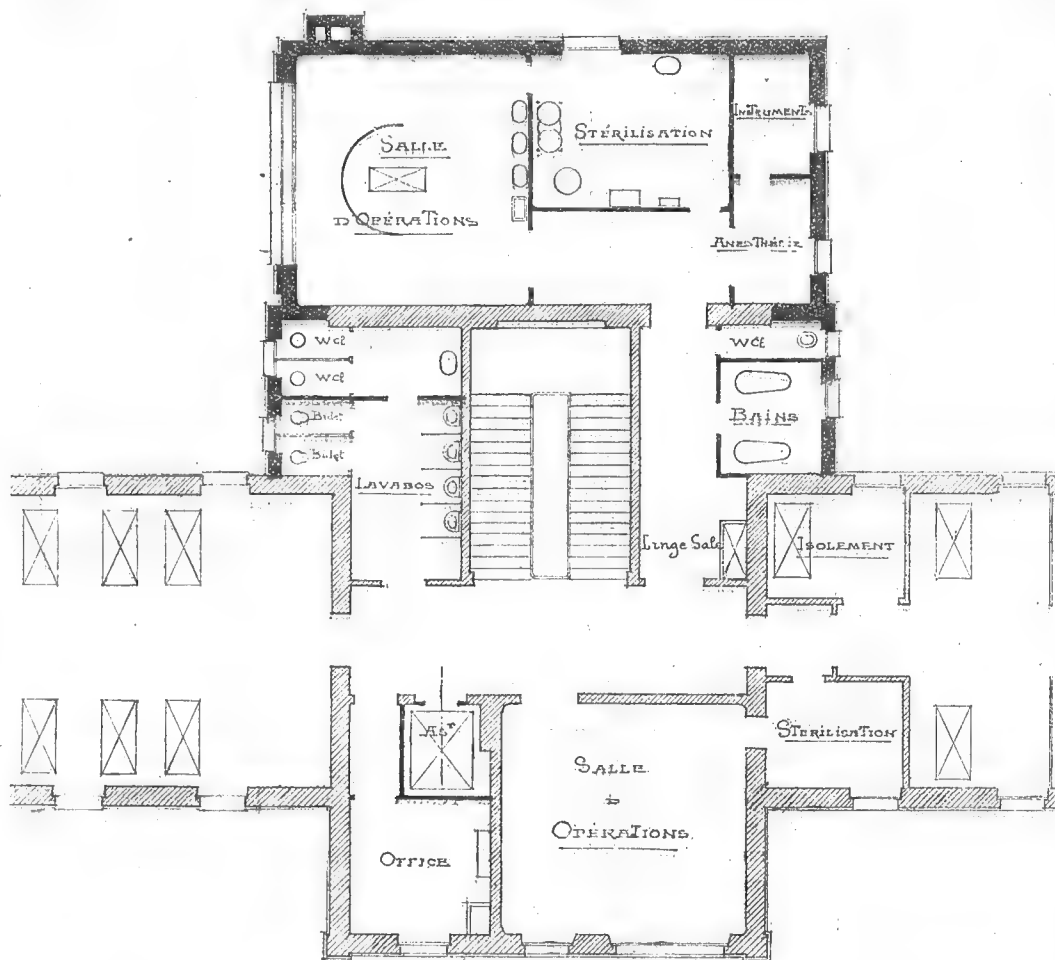 SALLE
D'OPÉRATIONS
STÉRILISATION
INSTRUMENTS
ANESTHÉSIE
WCl
WCl
Bidet
Bidet
LAVABOS
WCl
BAINS
Linge Sale
ISOLEMENT
Asr
STERILISATION
SALLE
D
OPÉRATIONS
OFFICE